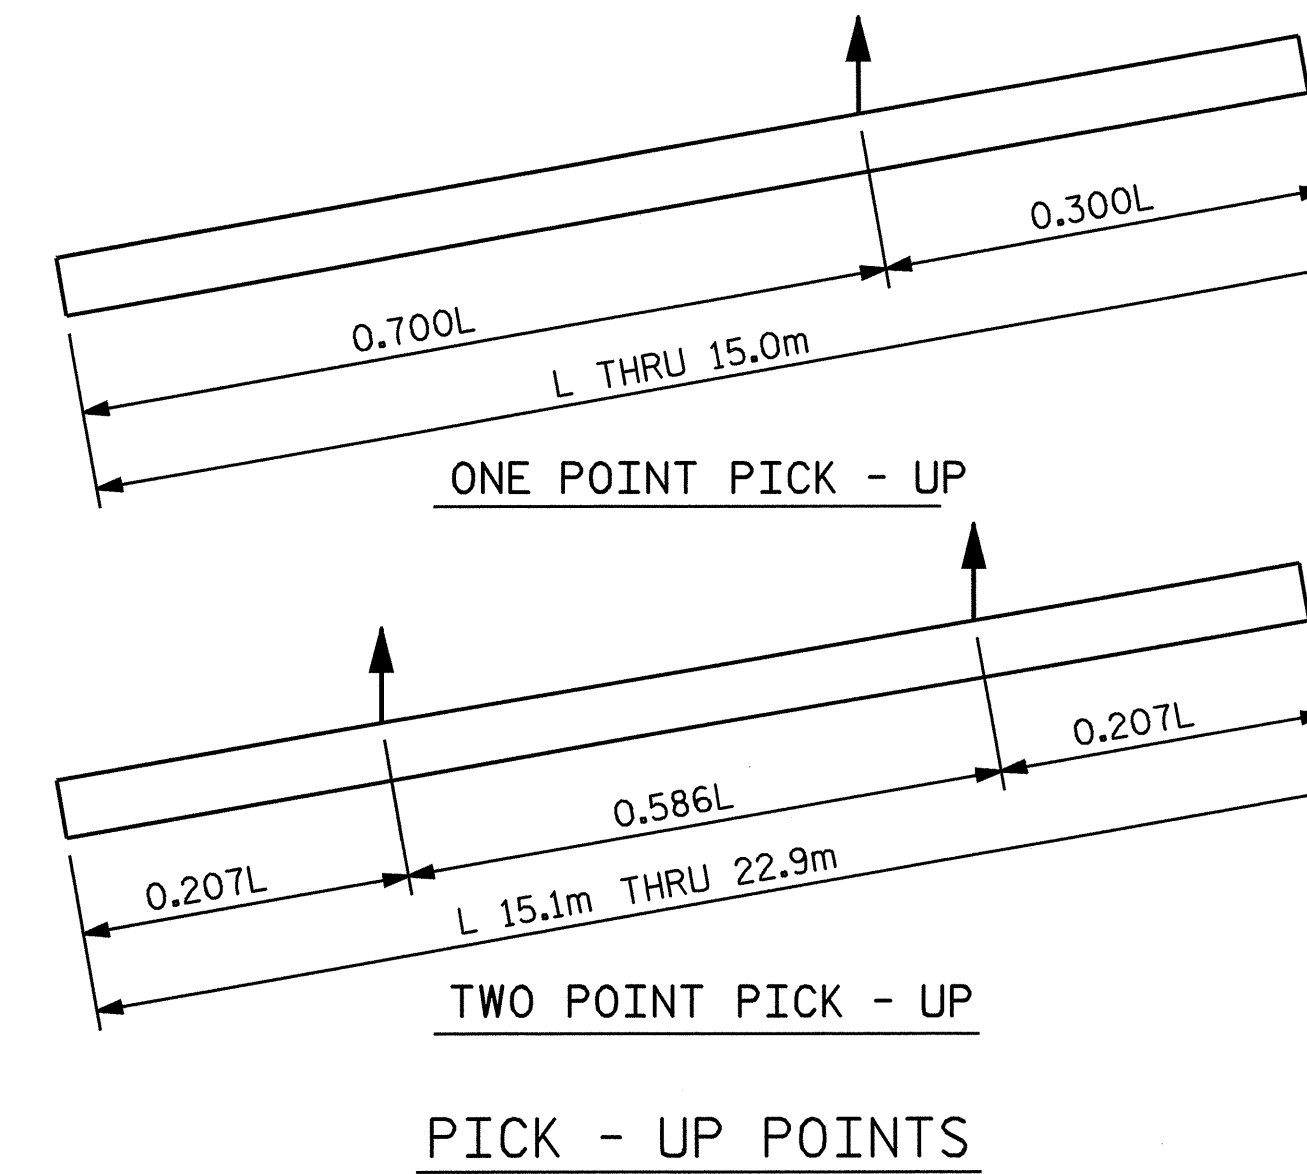 0.300L
0.700L
L THRU 15.0m
ONE POINT PICK - UP
0.207L
0.586L
0.207L
L 15.1m THRU 22.9m
TWO POINT PICK - UP
PICK - UP POINTS